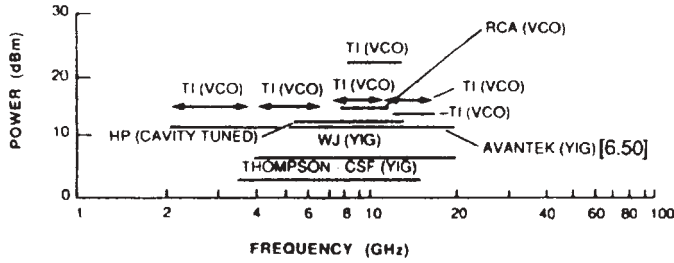 30
TI (VCO)
RCA (VCO)
POWER (dBm)
20
TI (VCO) TI (VCO) TI (VCO) TI (VCO)
TI (VCO)
HP (CAVITY TUNED)
10
WJ (YIG)
AVANTEK (YIG) [6.50]
THOMPSON - CSF (YIG)
0
1 2 4 6 8 10 20 40 60 80 100
FREQUENCY (GHz)